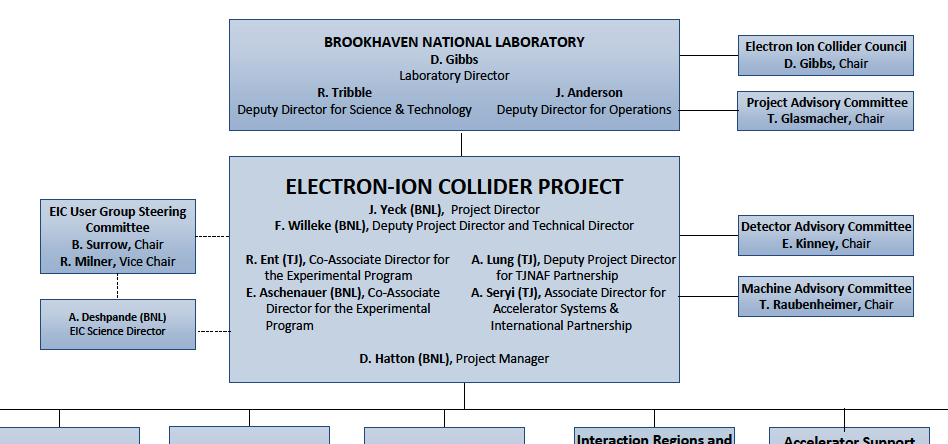 BROOKHAVEN NATIONAL LABORATORY
D. Gibbs
Laboratory Director
R. Tribble
Deputy Director for Science & Technology
J. Anderson
Deputy Director for Operations
Electron Ion Collider Council
D. Gibbs, Chair
Project Advisory Committee
T. Glasmacher, Chair
ELECTRON-ION COLLIDER PROJECT
J. Yeck (BNL), Project Director
F. Willeke (BNL), Deputy Project Director and Technical Director
R. Ent (TJ), Co-Associate Director for
the Experimental Program
E. Aschenauer (BNL), Co-Associate
Director for the Experimental
Program
A. Lung (TJ), Deputy Project Director
for TJNAF Partnership
A. Seryi (TJ), Associate Director for
Accelerator Systems &
International Partnership
D. Hatton (BNL), Project Manager
EIC User Group Steering
Committee
B. Surrow, Chair
R. Milner, Vice Chair
A. Deshpande (BNL)
EIC Science Director
Detector Advisory Committee
E. Kinney, Chair
Machine Advisory Committee
T. Raubenheimer, Chair
Interaction Regions and
Accelerator Support